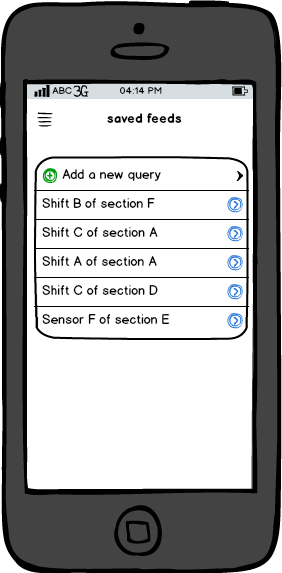 ABC 3G 04:14 PM
saved feeds
Add a new query
Shift B of section F
Shift C of section A
Shift A of section A
Shift C of section D
Sensor F of section E